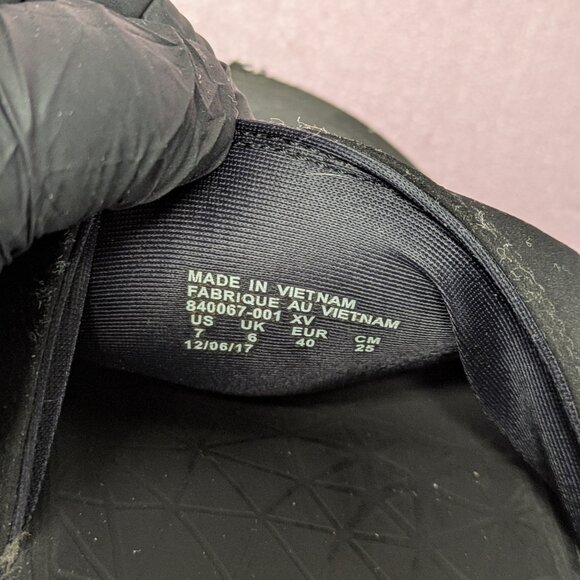 MADE IN VIETNAM
FABRIQUE AU VIETNAM
840067-001 XV
US UK EUR CM
7 6 40 25
12/06/17